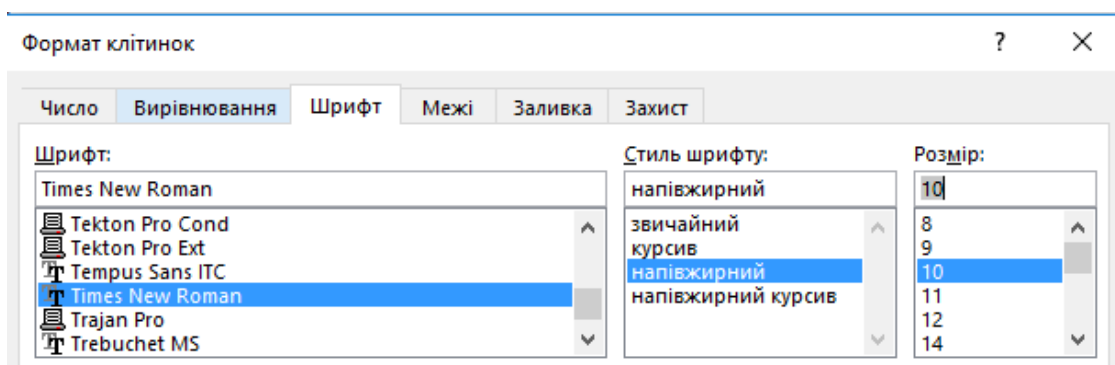 Формат клітинок ?
Число Вирівнювання Шрифт Межі Заливка Захист
Шрифт: Стиль шрифту: Розмір:
Times New Roman напівжирний 10
Tekton Pro Cond звичайний 8
Tekton Pro Ext курсив 9
Tempus Sans ITC напівжирний 10
Times New Roman напівжирний курсив 11
Trajan Pro 12
Trebuchet MS 14